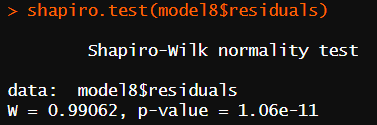 > shapiro.test(model8$residuals)
Shapiro-Wilk normality test
data:  model8$residuals
W = 0.99062, p-value = 1.06e-11